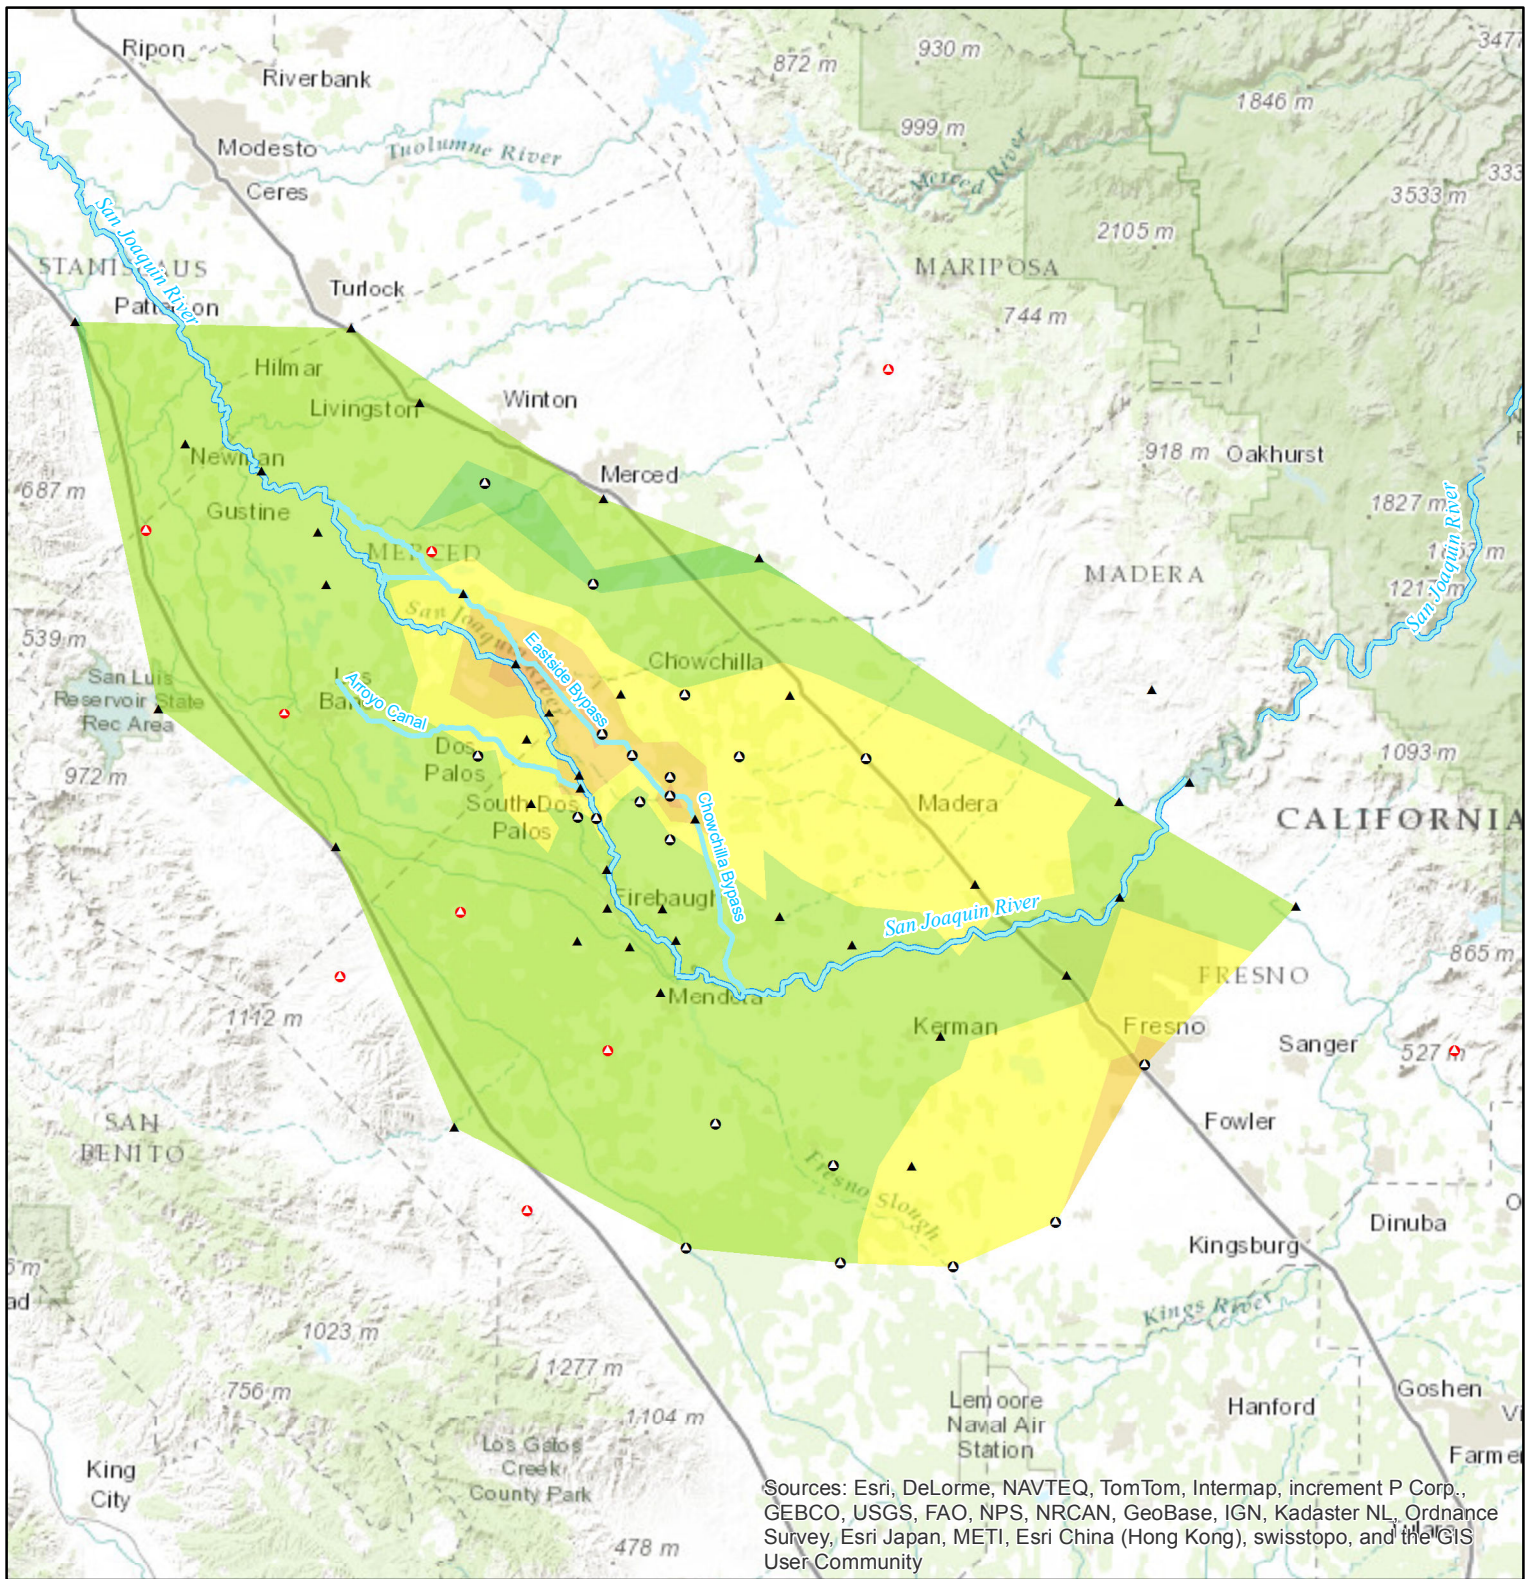 Ripon
Riverbank
872 m
930 m
1846 m
999 m
Modesto
Tuolumne River
Ceres
Merced River
3533 m
2105 m
San Joaquin River
STANISLAUS
Turlock
MARIPOSA
Patterson
744 m
Hilmar
Livingston
Winton
Newman
Merced
918 m
Oakhurst
687 m
Gustine
1827 m
San Joaquin River
MERCED
MADERA
San Joaquin River
539 m
Eastside Bypass
Chowchilla
San Luis
Reservoir State
Rec Area
Los
Banos
Arroyo Canal
Dos
Palos
972 m
1093 m
South Dos
Palos
Chowchilla Bypass
Madera
CALIFORNIA
Firebaugh
San Joaquin River
865 m
FRESNO
Mendota
1112 m
Kerman
Fresno
Sanger
527 m
SAN
BENITO
Fowler
Fresno Slough
Dinuba
Kingsburg
Kings River
1023 m
1277 m
756 m
1104 m
Lemoore
Naval Air
Station
Goshen
Hanford
Los Gatos
Creek
County Park
King
City
478 m
Sources: Esri, DeLorme, NAVTEQ, TomTom, Intermap, increment P Corp.,
GEBCO, USGS, FAO, NPS, NRCAN, GeoBase, IGN, Kadaster NL, Ordnance
Survey, Esri Japan, METI, Esri China (Hong Kong), swisstopo, and the GIS
User Community
Tulare